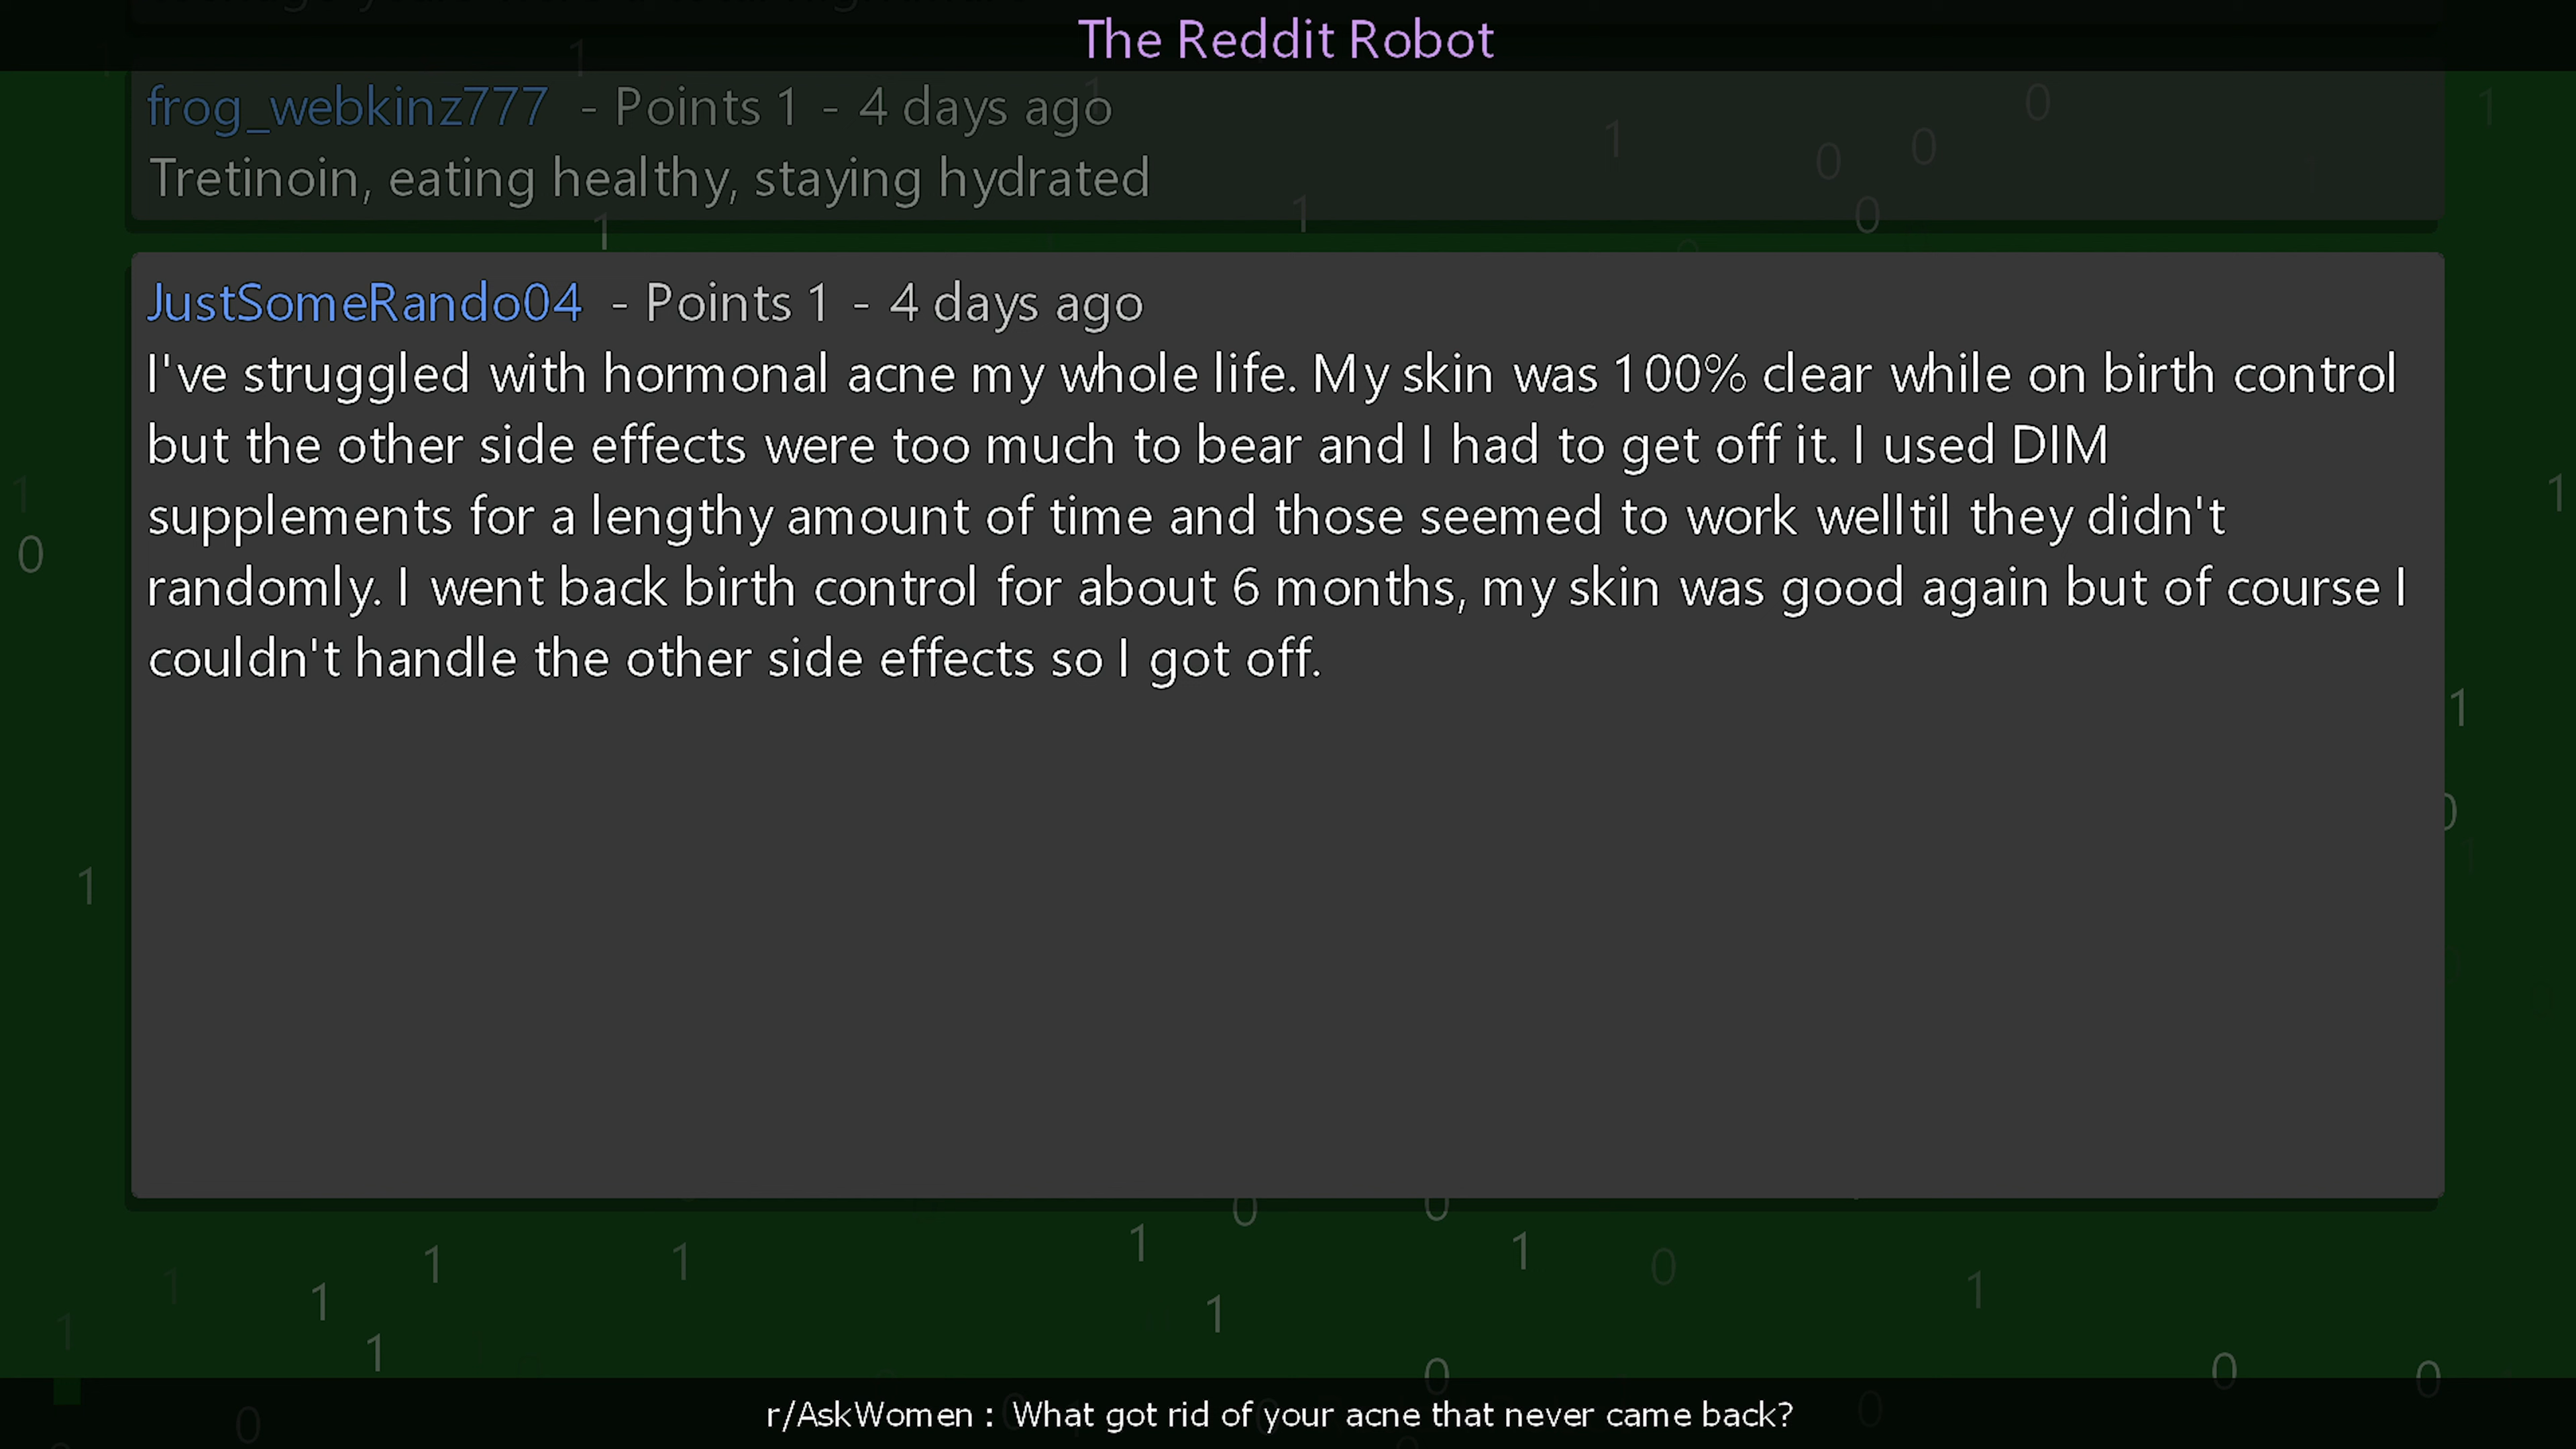 The Reddit Robot
frog_webkinz777 - Points 1 - 4 days ago
Tretinoin, eating healthy, staying hydrated
JustSomeRando04 - Points 1 - 4 days ago
I've struggled with hormonal acne my whole life. My skin was 100% clear while on birth control
but the other side effects were too much to bear and I had to get off it. I used DIM
supplements for a lengthy amount of time and those seemed to work welltil they didn't
randomly. I went back birth control for about 6 months, my skin was good again but of course I
couldn't handle the other side effects so I got off.
r/AskWomen : What got rid of your acne that never came back?